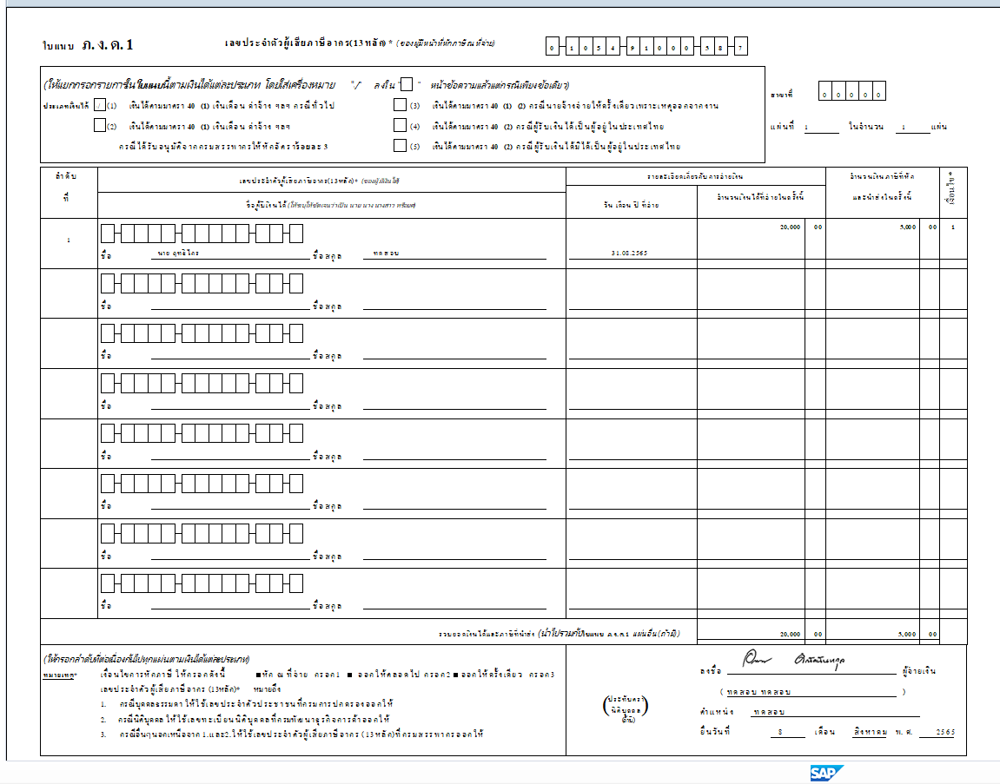 ใบแนบ ภ.ง.ด.1 เลขประจำตัวผู้เสียภาษีอากร(13หลัก)* (ของผู้มีหน้าที่หักภาษี ณ ที่จ่าย) 0 1054 91000 58 7
(ให้แยกกรอกรายการในใบแนบนี้ตามเงินได้แต่ละประเภท โดยใส่เครื่องหมาย "/" ลงใน " " หน้าข้อความแล้วแต่กรณีเพียงข้อเดียว)
สาขาที่ 0 0 0 0 0
ประเภทเงินได้ / (1) เงินได้ตามมาตรา 40 (1) เงินเดือน ค่าจ้าง ฯลฯ กรณีทั่วไป (3) เงินได้ตามมาตรา 40 (1) (2) กรณีนายจ้างจ่ายให้ครั้งเดียวเพราะเหตุออกจากงาน
(2) เงินได้ตามมาตรา 40 (1) เงินเดือน ค่าจ้าง ฯลฯ (4) เงินได้ตามมาตรา 40 (2) กรณีผู้รับเงินได้เป็นผู้อยู่ในประเทศไทย แผ่นที่ 1 ในจำนวน 1 แผ่น
กรณีได้รับอนุมัติจากกรมสรรพากรให้หักอัตราร้อยละ 3 (5) เงินได้ตามมาตรา 40 (2) กรณีผู้รับเงินได้มิได้เป็นผู้อยู่ในประเทศไทย
ลำดับ
ที่
เลขประจำตัวผู้เสียภาษีอากร(13หลัก)* (ของผู้มีเงินได้)
ชื่อผู้มีเงินได้ (ให้ระบุให้ชัดเจนว่าเป็น นาย นาง นางสาว หรือยศ)
รายละเอียดเกี่ยวกับการจ่ายเงิน
วัน เดือน ปี ที่จ่าย จำนวนเงินได้ที่จ่ายในครั้งนี้
จำนวนเงินภาษีที่หัก
และนำส่งในครั้งนี้
เงื่อนไข *
20,000 00 5,000 00 1
1
ชื่อ นาย ฤทธิไกร ชื่อสกุล ทดสอบ 31.08.2565
ชื่อ ชื่อสกุล
ชื่อ ชื่อสกุล
ชื่อ ชื่อสกุล
ชื่อ ชื่อสกุล
ชื่อ ชื่อสกุล
ชื่อ ชื่อสกุล
ชื่อ ชื่อสกุล
รวมยอดเงินได้และภาษีที่นำส่ง (นำไปรวมกับใบแนบ ภ.ง.ด.1 แผ่นอื่น (ถ้ามี)) 20,000 00 5,000 00
(ให้กรอกลำดับที่ต่อเนื่องกันไปทุกแผ่นตามเงินได้แต่ละประเภท)
หมายเหตุ* เงื่อนไขการหักภาษี ให้กรอกดังนี้ ■หัก ณ ที่จ่าย กรอก1 ■ ออกให้ตลอดไป กรอก2 ■ ออกให้ครั้งเดียว กรอก3
เลขประจำตัวผู้เสียภาษีอากร (13หลัก)* หมายถึง
1. กรณีบุคคลธรรมดา ให้ใช้เลขประจำตัวประชาชนที่กรมการปกครองออกให้
2. กรณีนิติบุคคล ให้ใช้เลขทะเบียนนิติบุคคลที่กรมพัฒนาธุรกิจการค้าออกให้
3. กรณีอื่นๆนอกเหนือจาก 1.และ2.ให้ใช้เลขประจำตัวผู้เสียภาษีอากร (13หลัก)ที่กรมสรรพากรออกให้
(ประทับตรา
นิติบุคคล
(ถ้ามี))
ลงชื่อ ผู้จ่ายเงิน
( ทดสอบ ทดสอบ )
ตำแหน่ง ทดสอบ
ยื่นวันที่ 8 เดือน สิงหาคม พ.ศ. 2565
SAP